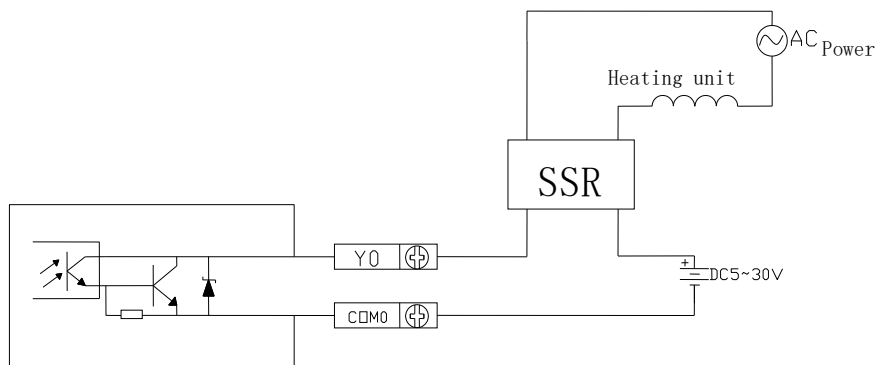 AC Power
Heating unit
SSR
Y0
COM0
+
DC5~30V